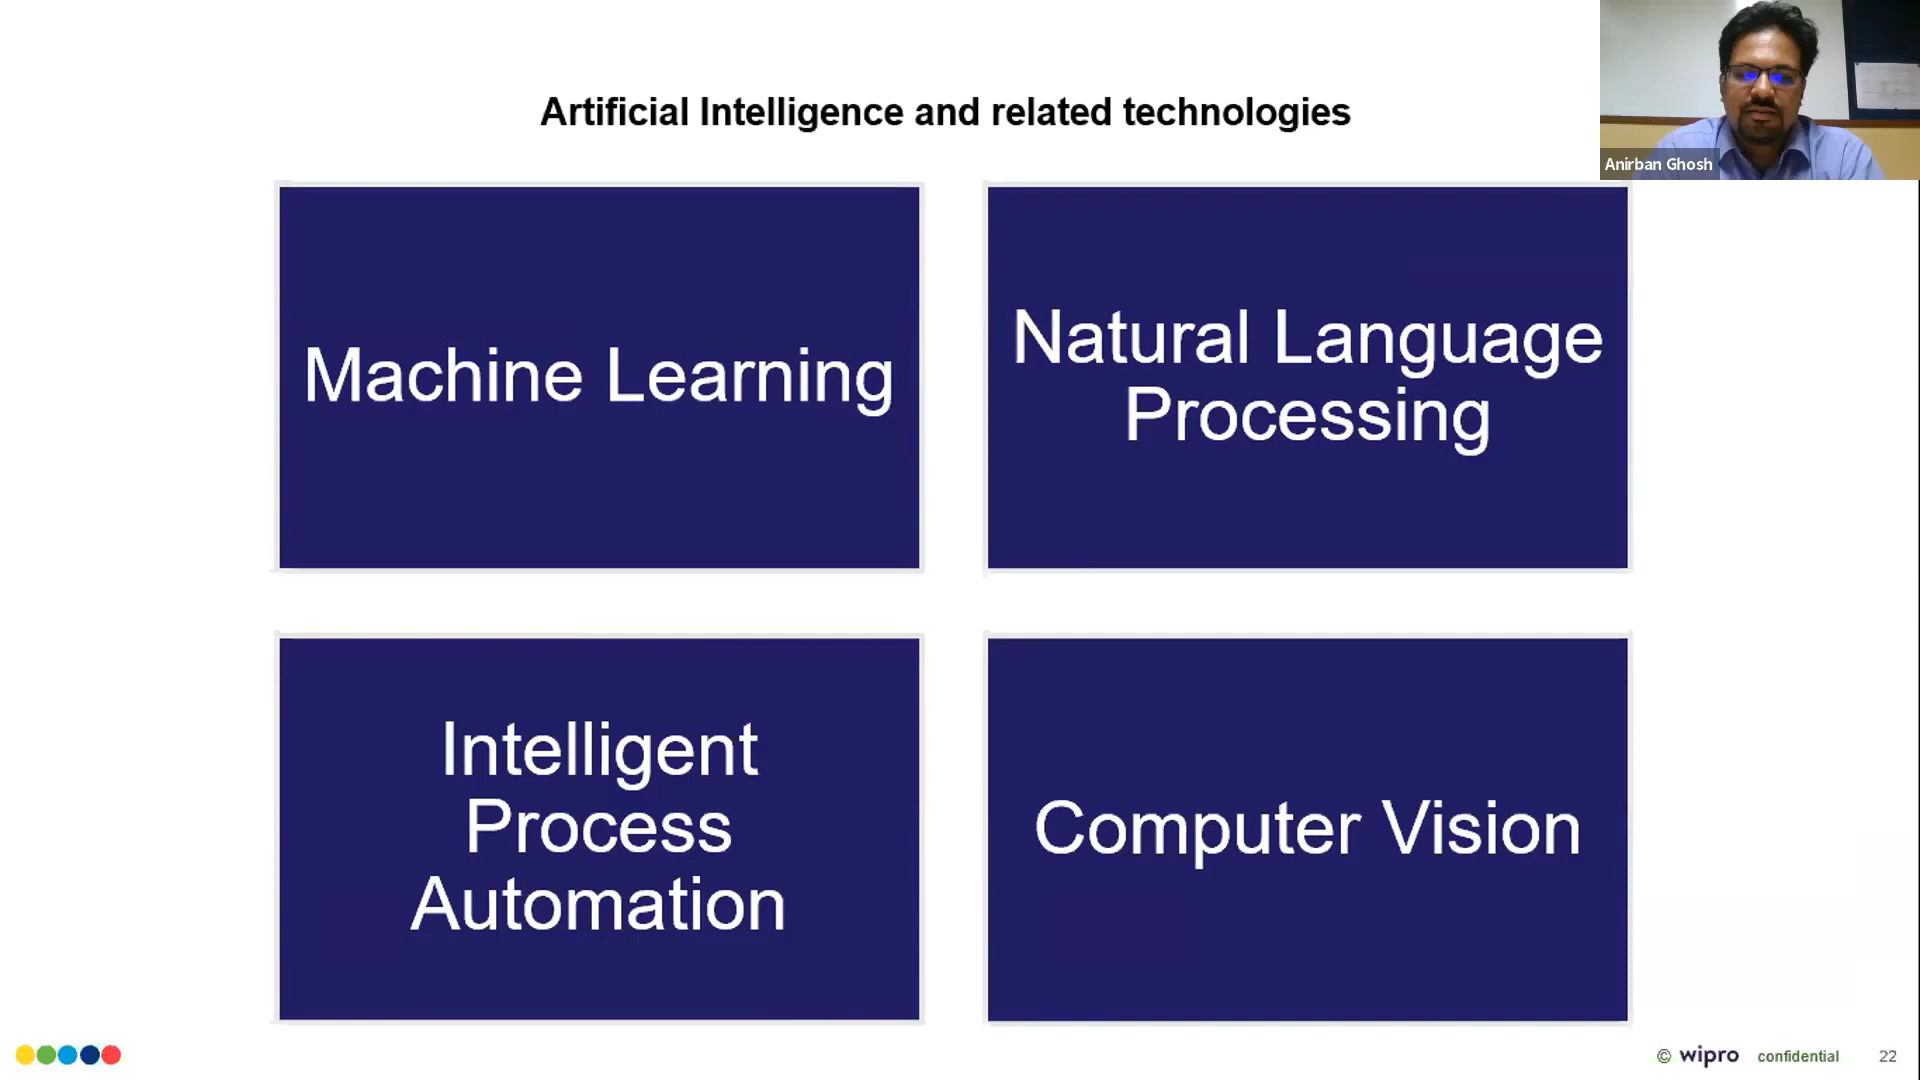 Artificial Intelligence and related technologies
Anirban Ghosh
Machine Learning
Natural Language
Processing
Intelligent
Process
Automation
Computer Vision
© wipro confidential 22